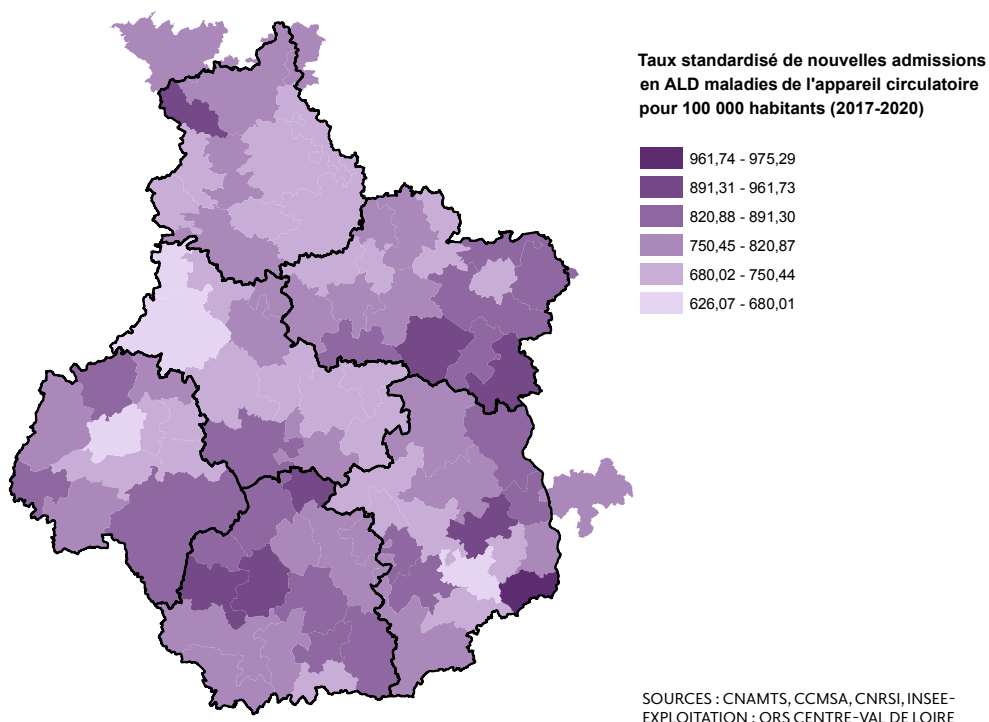 Taux standardisé de nouvelles admissions
en ALD maladies de l'appareil circulatoire
pour 100 000 habitants (2017-2020)
961,74 - 975,29
891,31 - 961,73
820,88 - 891,30
750,45 - 820,87
680,02 - 750,44
626,07 - 680,01
SOURCES : CNAMTS, CCMSA, CNRSI, INSEE-
EXPLOITATION : ORS CENTRE-VAL DE LOIRE